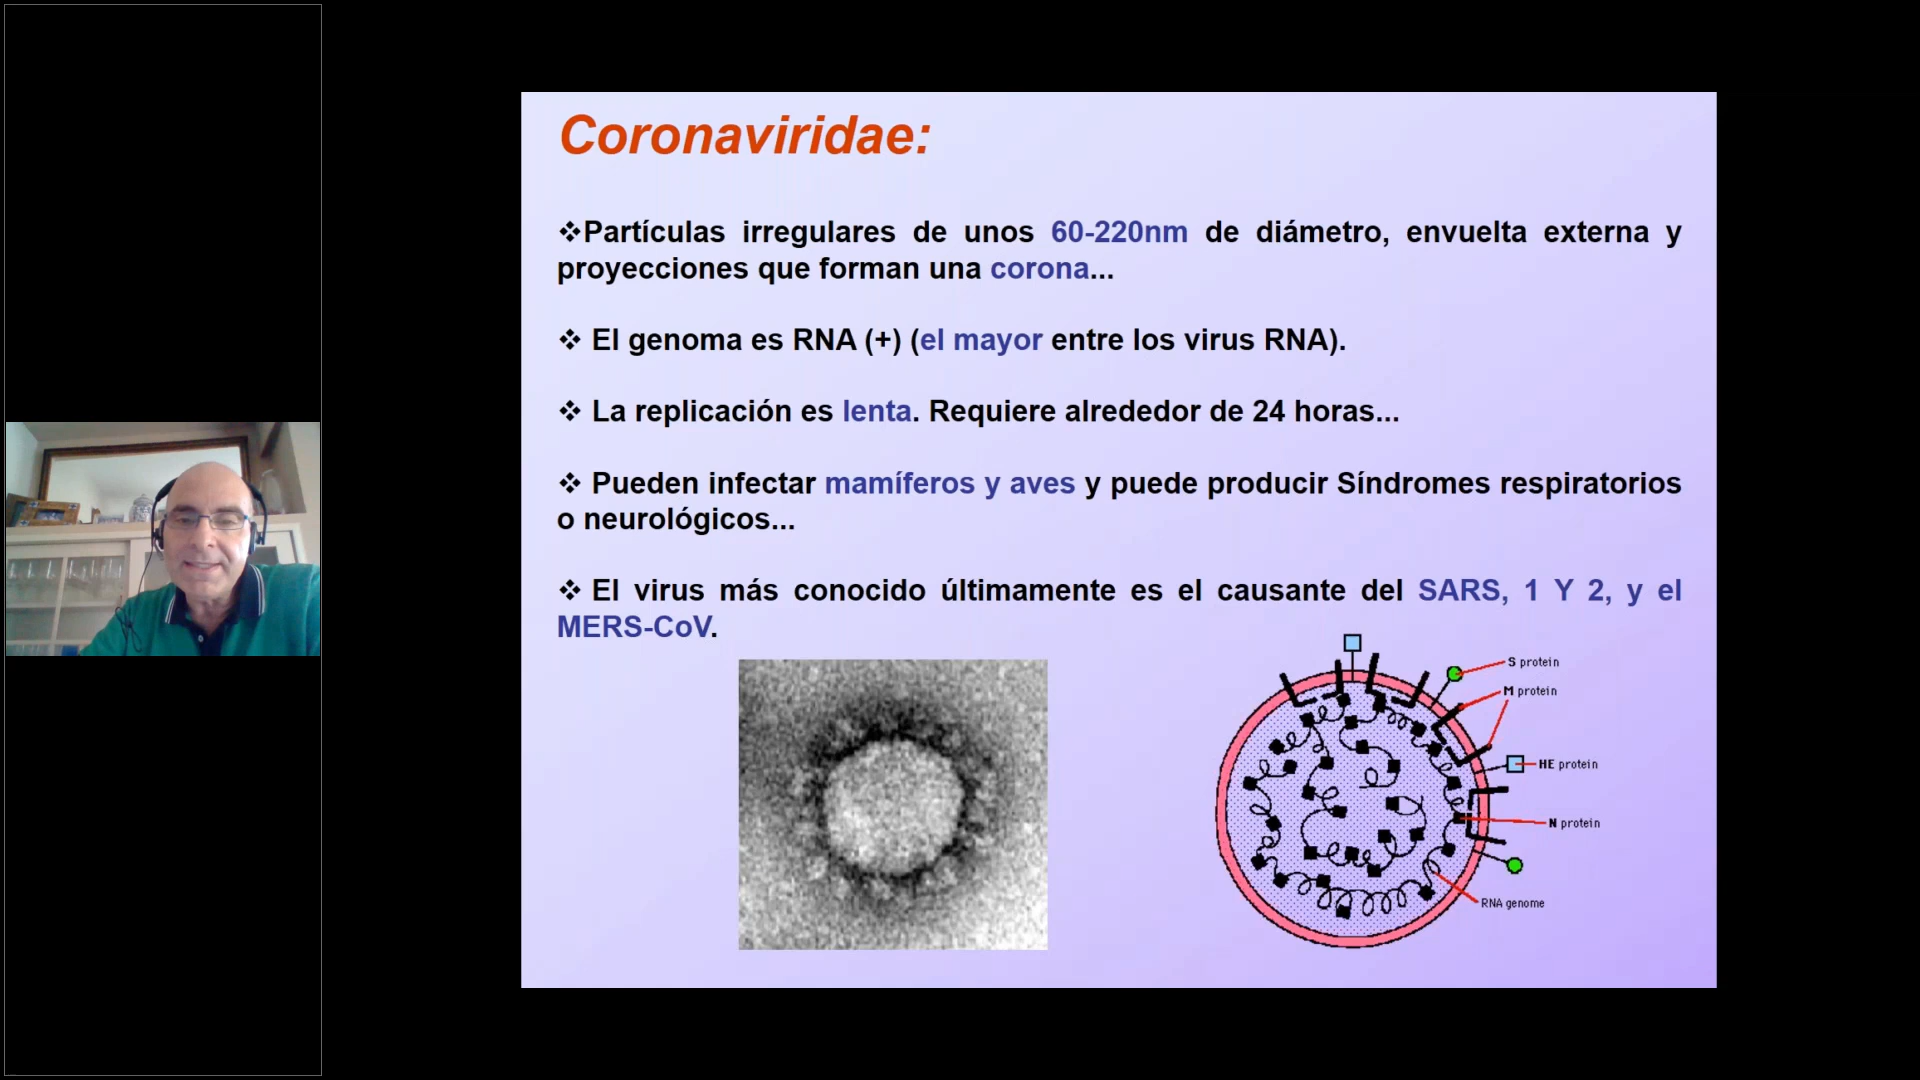 Coronaviridae:
❖Partículas irregulares de unos 60-220nm de diámetro, envuelta externa y
proyecciones que forman una corona...
❖ El genoma es RNA (+) (el mayor entre los virus RNA).
❖ La replicación es lenta. Requiere alrededor de 24 horas...
❖ Pueden infectar mamíferos y aves y puede producir Síndromes respiratorios
o neurológicos...
❖ El virus más conocido últimamente es el causante del SARS, 1 Y 2, y el
MERS-CoV.
S protein
M protein
HE protein
N protein
RNA genome